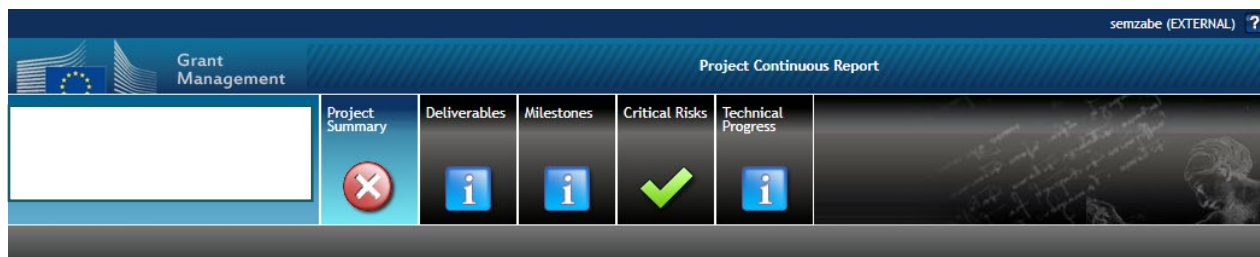 semzabe (EXTERNAL) ?
Grant
Management
Project Continuous Report
Project
Summary
Deliverables
Milestones
Critical Risks
Technical
Progress